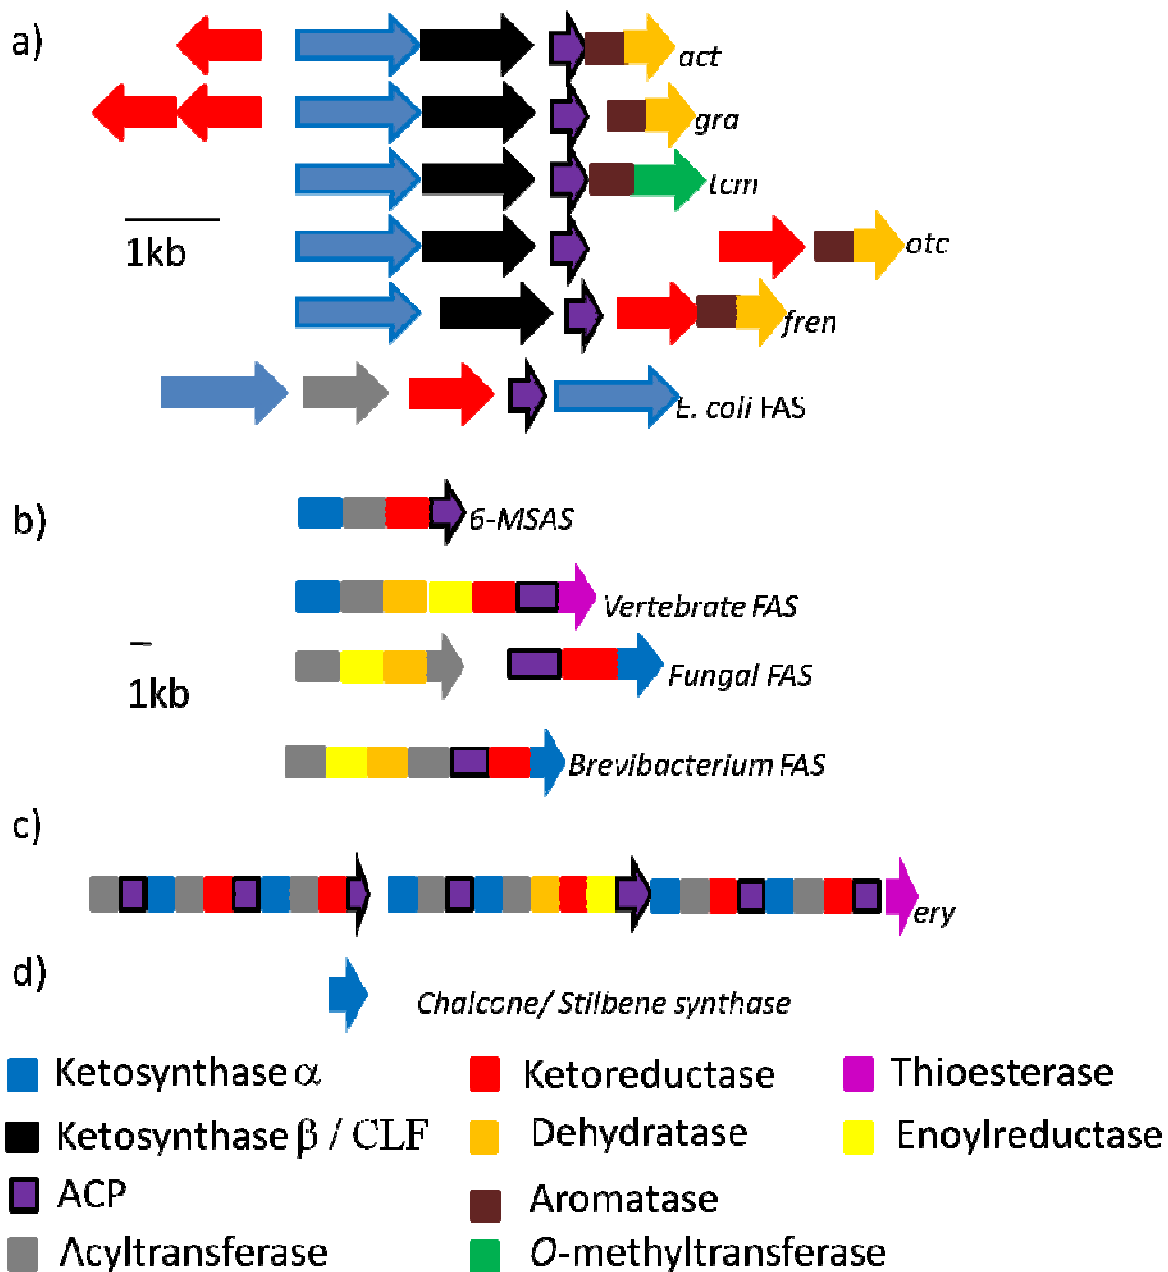 a)
act
gra
tcm
1kb
otc
fren
E. coli FAS
b)
6-MSAS
Vertebrate FAS
1kb
Fungal FAS
Brevibacterium FAS
c)
ery
d)
Chalcone/ Stilbene synthase
Ketosynthase α
Ketoreductase
Thioesterase
Ketosynthase β / CLF
Dehydratase
Enoylreductase
ACP
Aromatase
Acyltransferase
O-methyltransferase